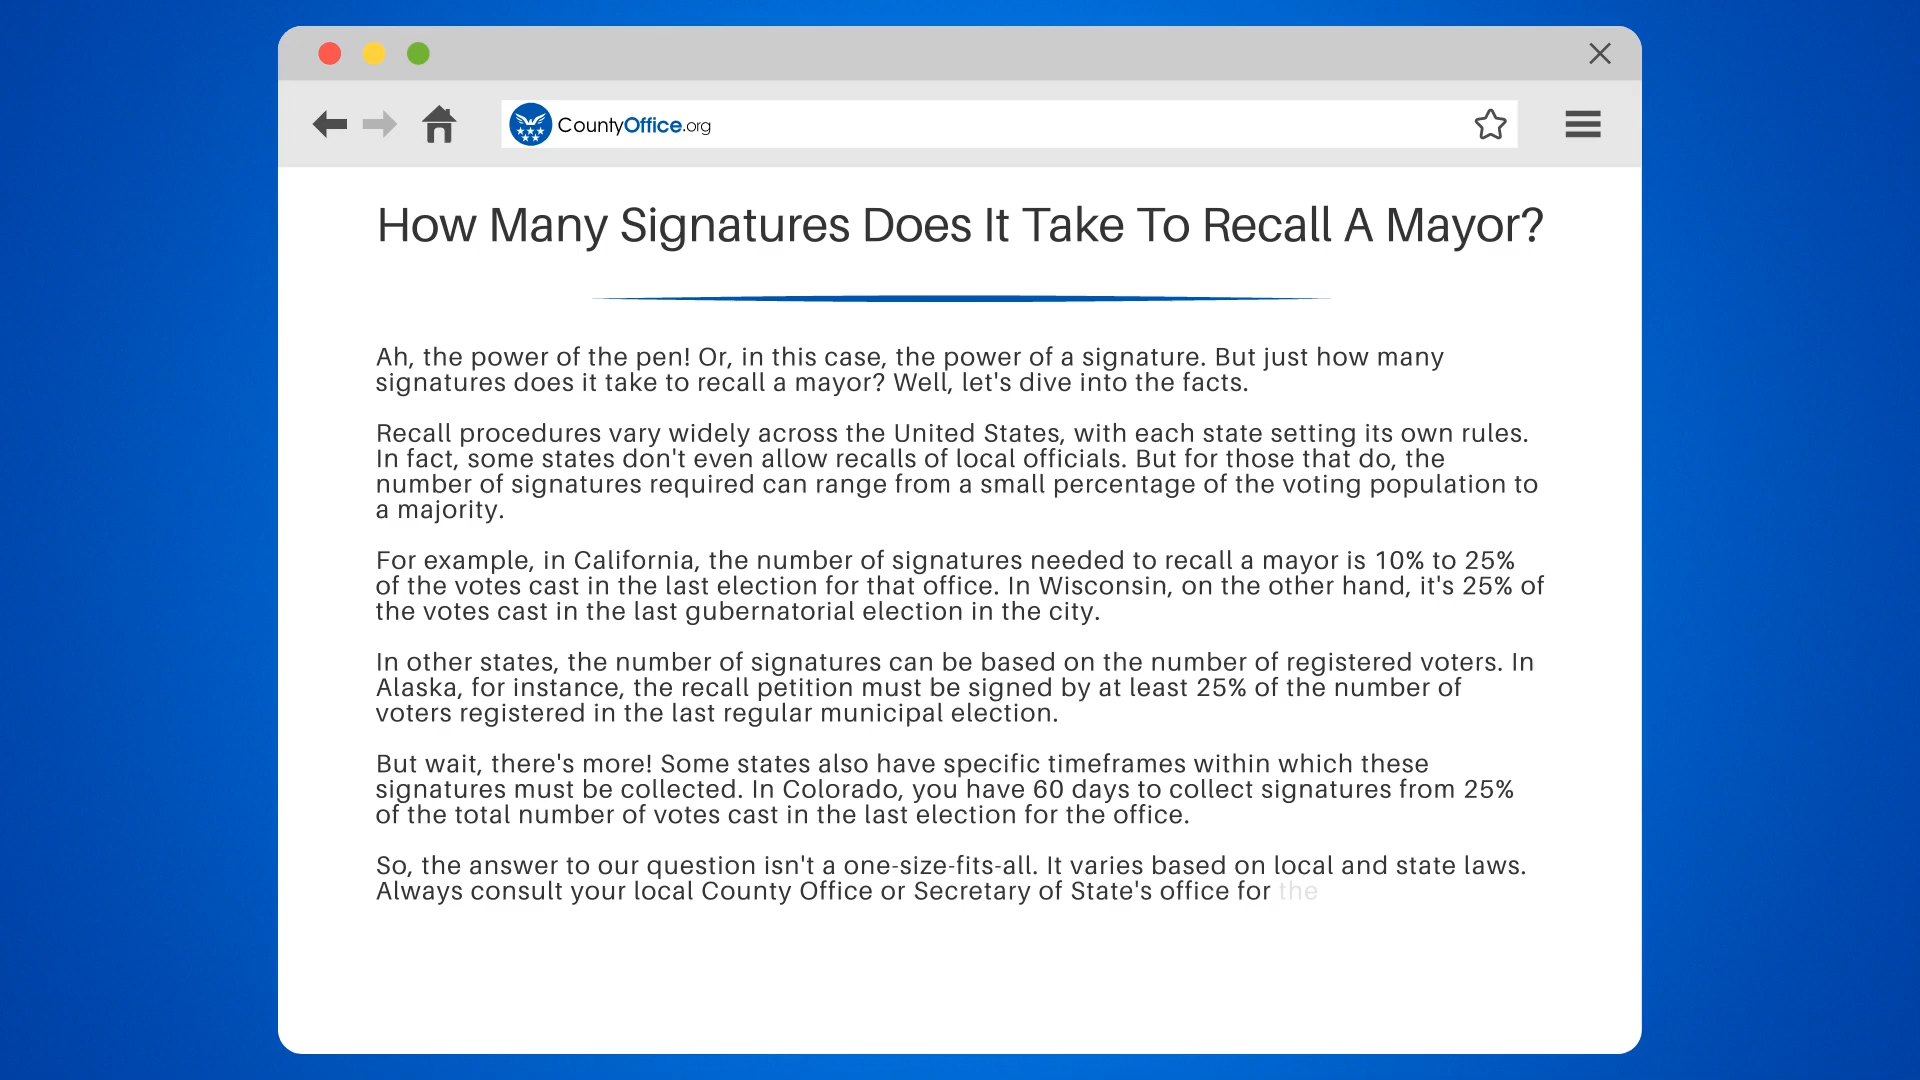 CountyOffice.org
How Many Signatures Does It Take To Recall A Mayor?
Ah, the power of the pen! Or, in this case, the power of a signature. But just how many
signatures does it take to recall a mayor? Well, let's dive into the facts.
Recall procedures vary widely across the United States, with each state setting its own rules.
In fact, some states don't even allow recalls of local officials. But for those that do, the
number of signatures required can range from a small percentage of the voting population to
a majority.
For example, in California, the number of signatures needed to recall a mayor is 10% to 25%
of the votes cast in the last election for that office. In Wisconsin, on the other hand, it's 25% of
the votes cast in the last gubernatorial election in the city.
In other states, the number of signatures can be based on the number of registered voters. In
Alaska, for instance, the recall petition must be signed by at least 25% of the number of
voters registered in the last regular municipal election.
But wait, there's more! Some states also have specific timeframes within which these
signatures must be collected. In Colorado, you have 60 days to collect signatures from 25%
of the total number of votes cast in the last election for the office.
So, the answer to our question isn't a one-size-fits-all. It varies based on local and state laws.
Always consult your local County Office or Secretary of State's office for the